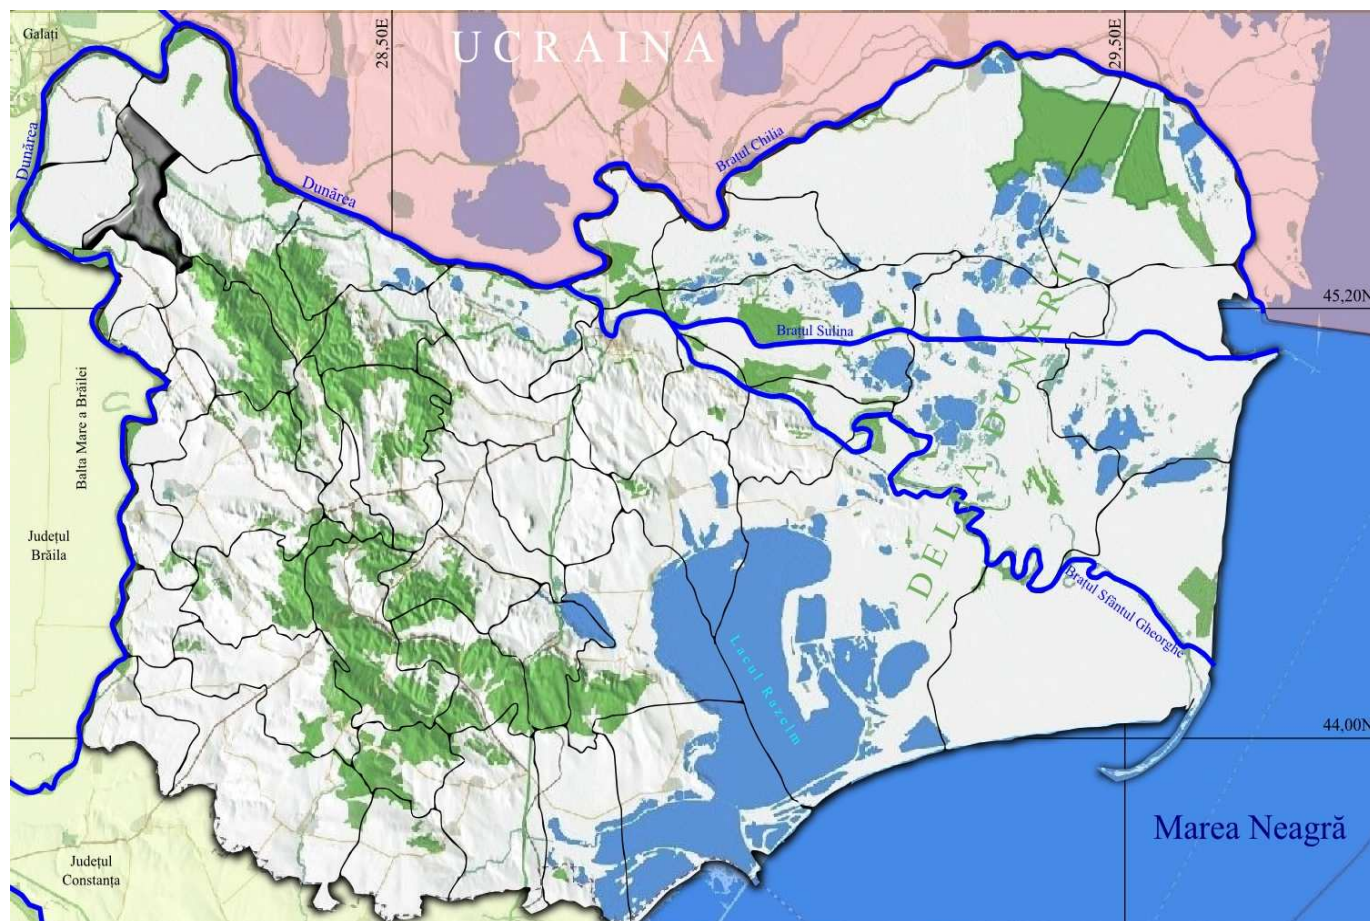 Galați
UCRAINA
28,50E
29,50E
Dunărea
Dunărea
Brațul Chilia
45,20N
Brațul Sulina
Balta Mare a Brăilei
DELTA DUNĂRII
Județul
Brăila
Brațul Sfântul Gheorghe
Lacul Razelm
44,00N
Marea Neagră
Județul
Constanța